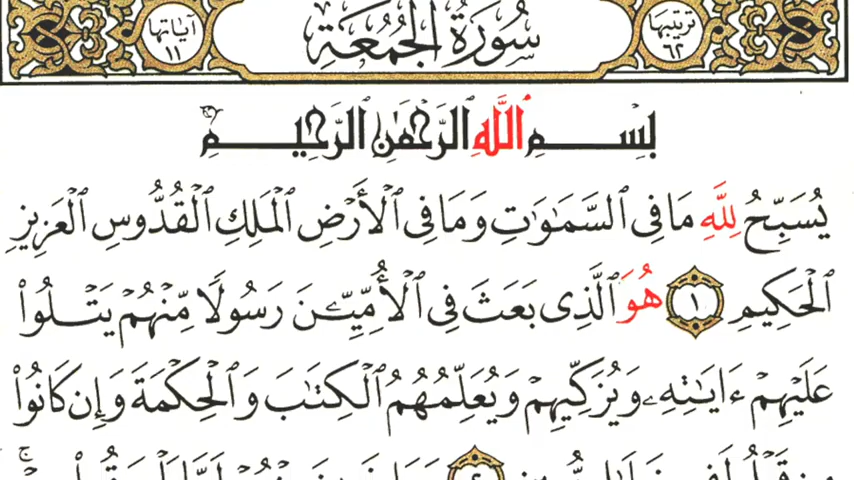 ترتيبها ٦٢
سُورَةُ الجُمُعَةِ
آياتها ١١
بِسْمِ ٱللَّهِ ٱلرَّحْمَٰنِ ٱلرَّحِيمِ
يُسَبِّحُ لِلَّهِ مَا فِى ٱلسَّمَٰوَٰتِ وَمَا فِى ٱلْأَرْضِ ٱلْمَلِكِ ٱلْقُدُّوسِ ٱلْعَزِيزِ
ٱلْحَكِيمِ ١ هُوَ ٱلَّذِى بَعَثَ فِى ٱلْأُمِّيِّۦنَ رَسُولًا مِّنْهُمْ يَتْلُوا۟
عَلَيْهِمْ ءَايَٰتِهِۦ وَيُزَكِّيهِمْ وَيُعَلِّمُهُمُ ٱلْكِتَٰبَ وَٱلْحِكْمَةَ وَإِن كَانُوا۟